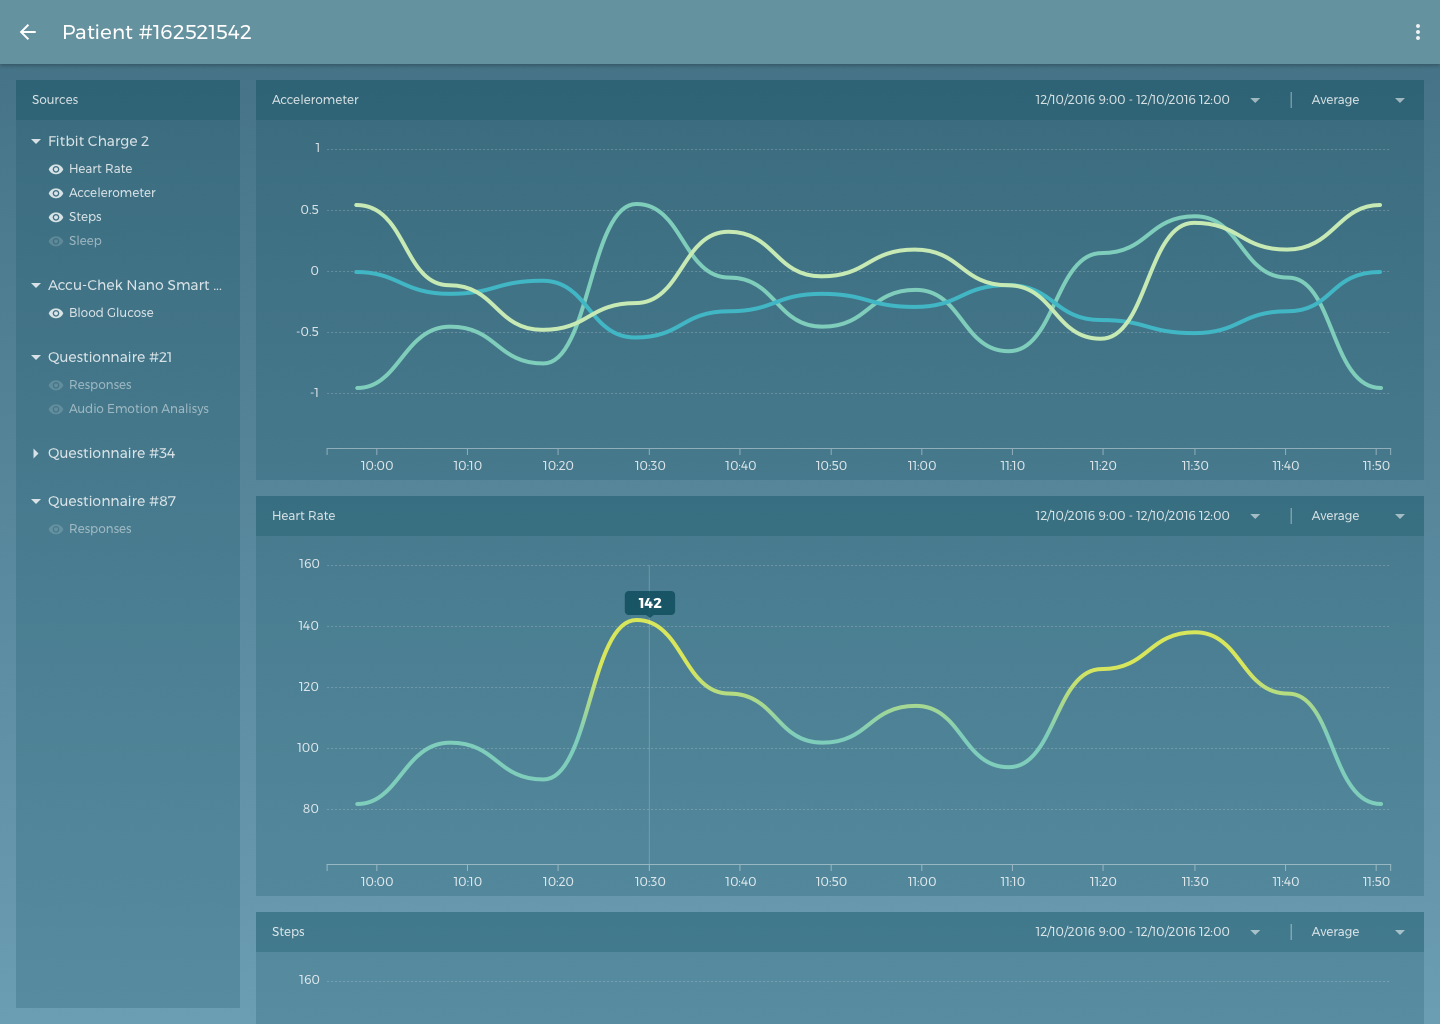 Patient #162521542
Sources
Fitbit Charge 2
Heart Rate
Accelerometer
Steps
Sleep
Accu-Chek Nano Smart ...
Blood Glucose
Questionnaire #21
Responses
Audio Emotion Analisys
Questionnaire #34
Questionnaire #87
Responses
Accelerometer 12/10/2016 9:00 - 12/10/2016 12:00 | Average
1
0.5
0
-0.5
-1
10:00 10:10 10:20 10:30 10:40 10:50 11:00 11:10 11:20 11:30 11:40 11:50
Heart Rate 12/10/2016 9:00 - 12/10/2016 12:00 | Average
160
142
140
120
100
80
10:00 10:10 10:20 10:30 10:40 10:50 11:00 11:10 11:20 11:30 11:40 11:50
Steps 12/10/2016 9:00 - 12/10/2016 12:00 | Average
160